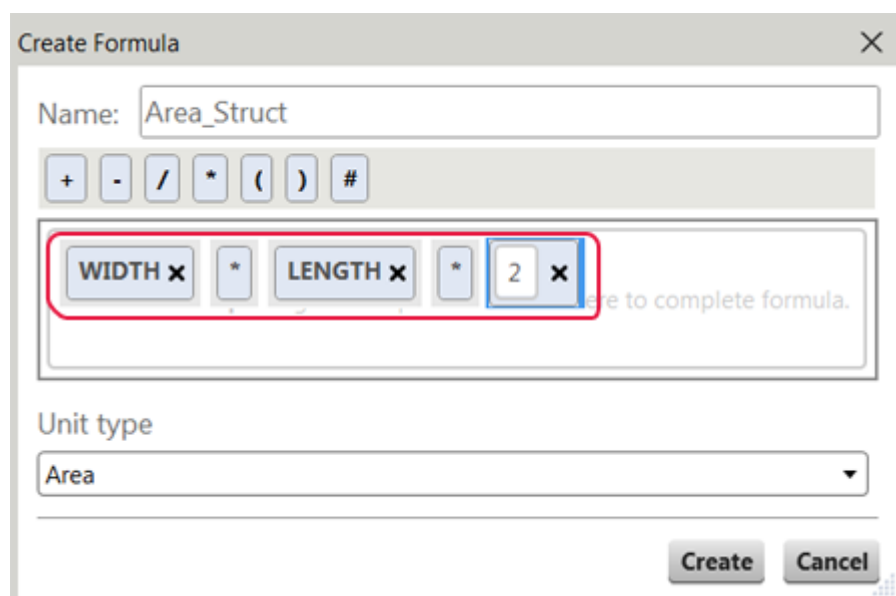 Create Formula
Name: Area_Struct
+ - / * ( ) #
WIDTH × * LENGTH × * 2 ×
to complete formula.
Unit type
Area
Create Cancel